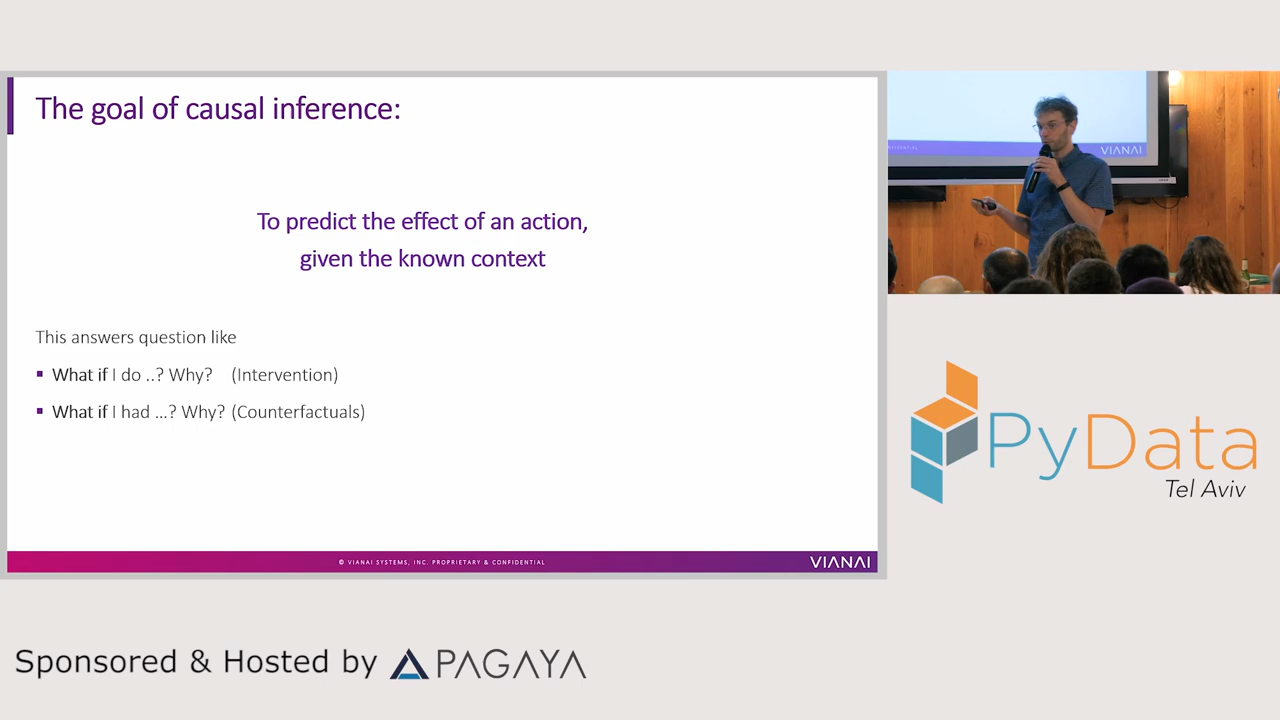 The goal of causal inference:
To predict the effect of an action,
given the known context
This answers question like
▪ What if I do ..? Why? (Intervention)
▪ What if I had ...? Why? (Counterfactuals)
© VIANAI SYSTEMS, INC. PROPRIETARY & CONFIDENTIAL
VIANAI
VIANAI
PyData
Tel Aviv
Sponsored & Hosted by PAGAYA